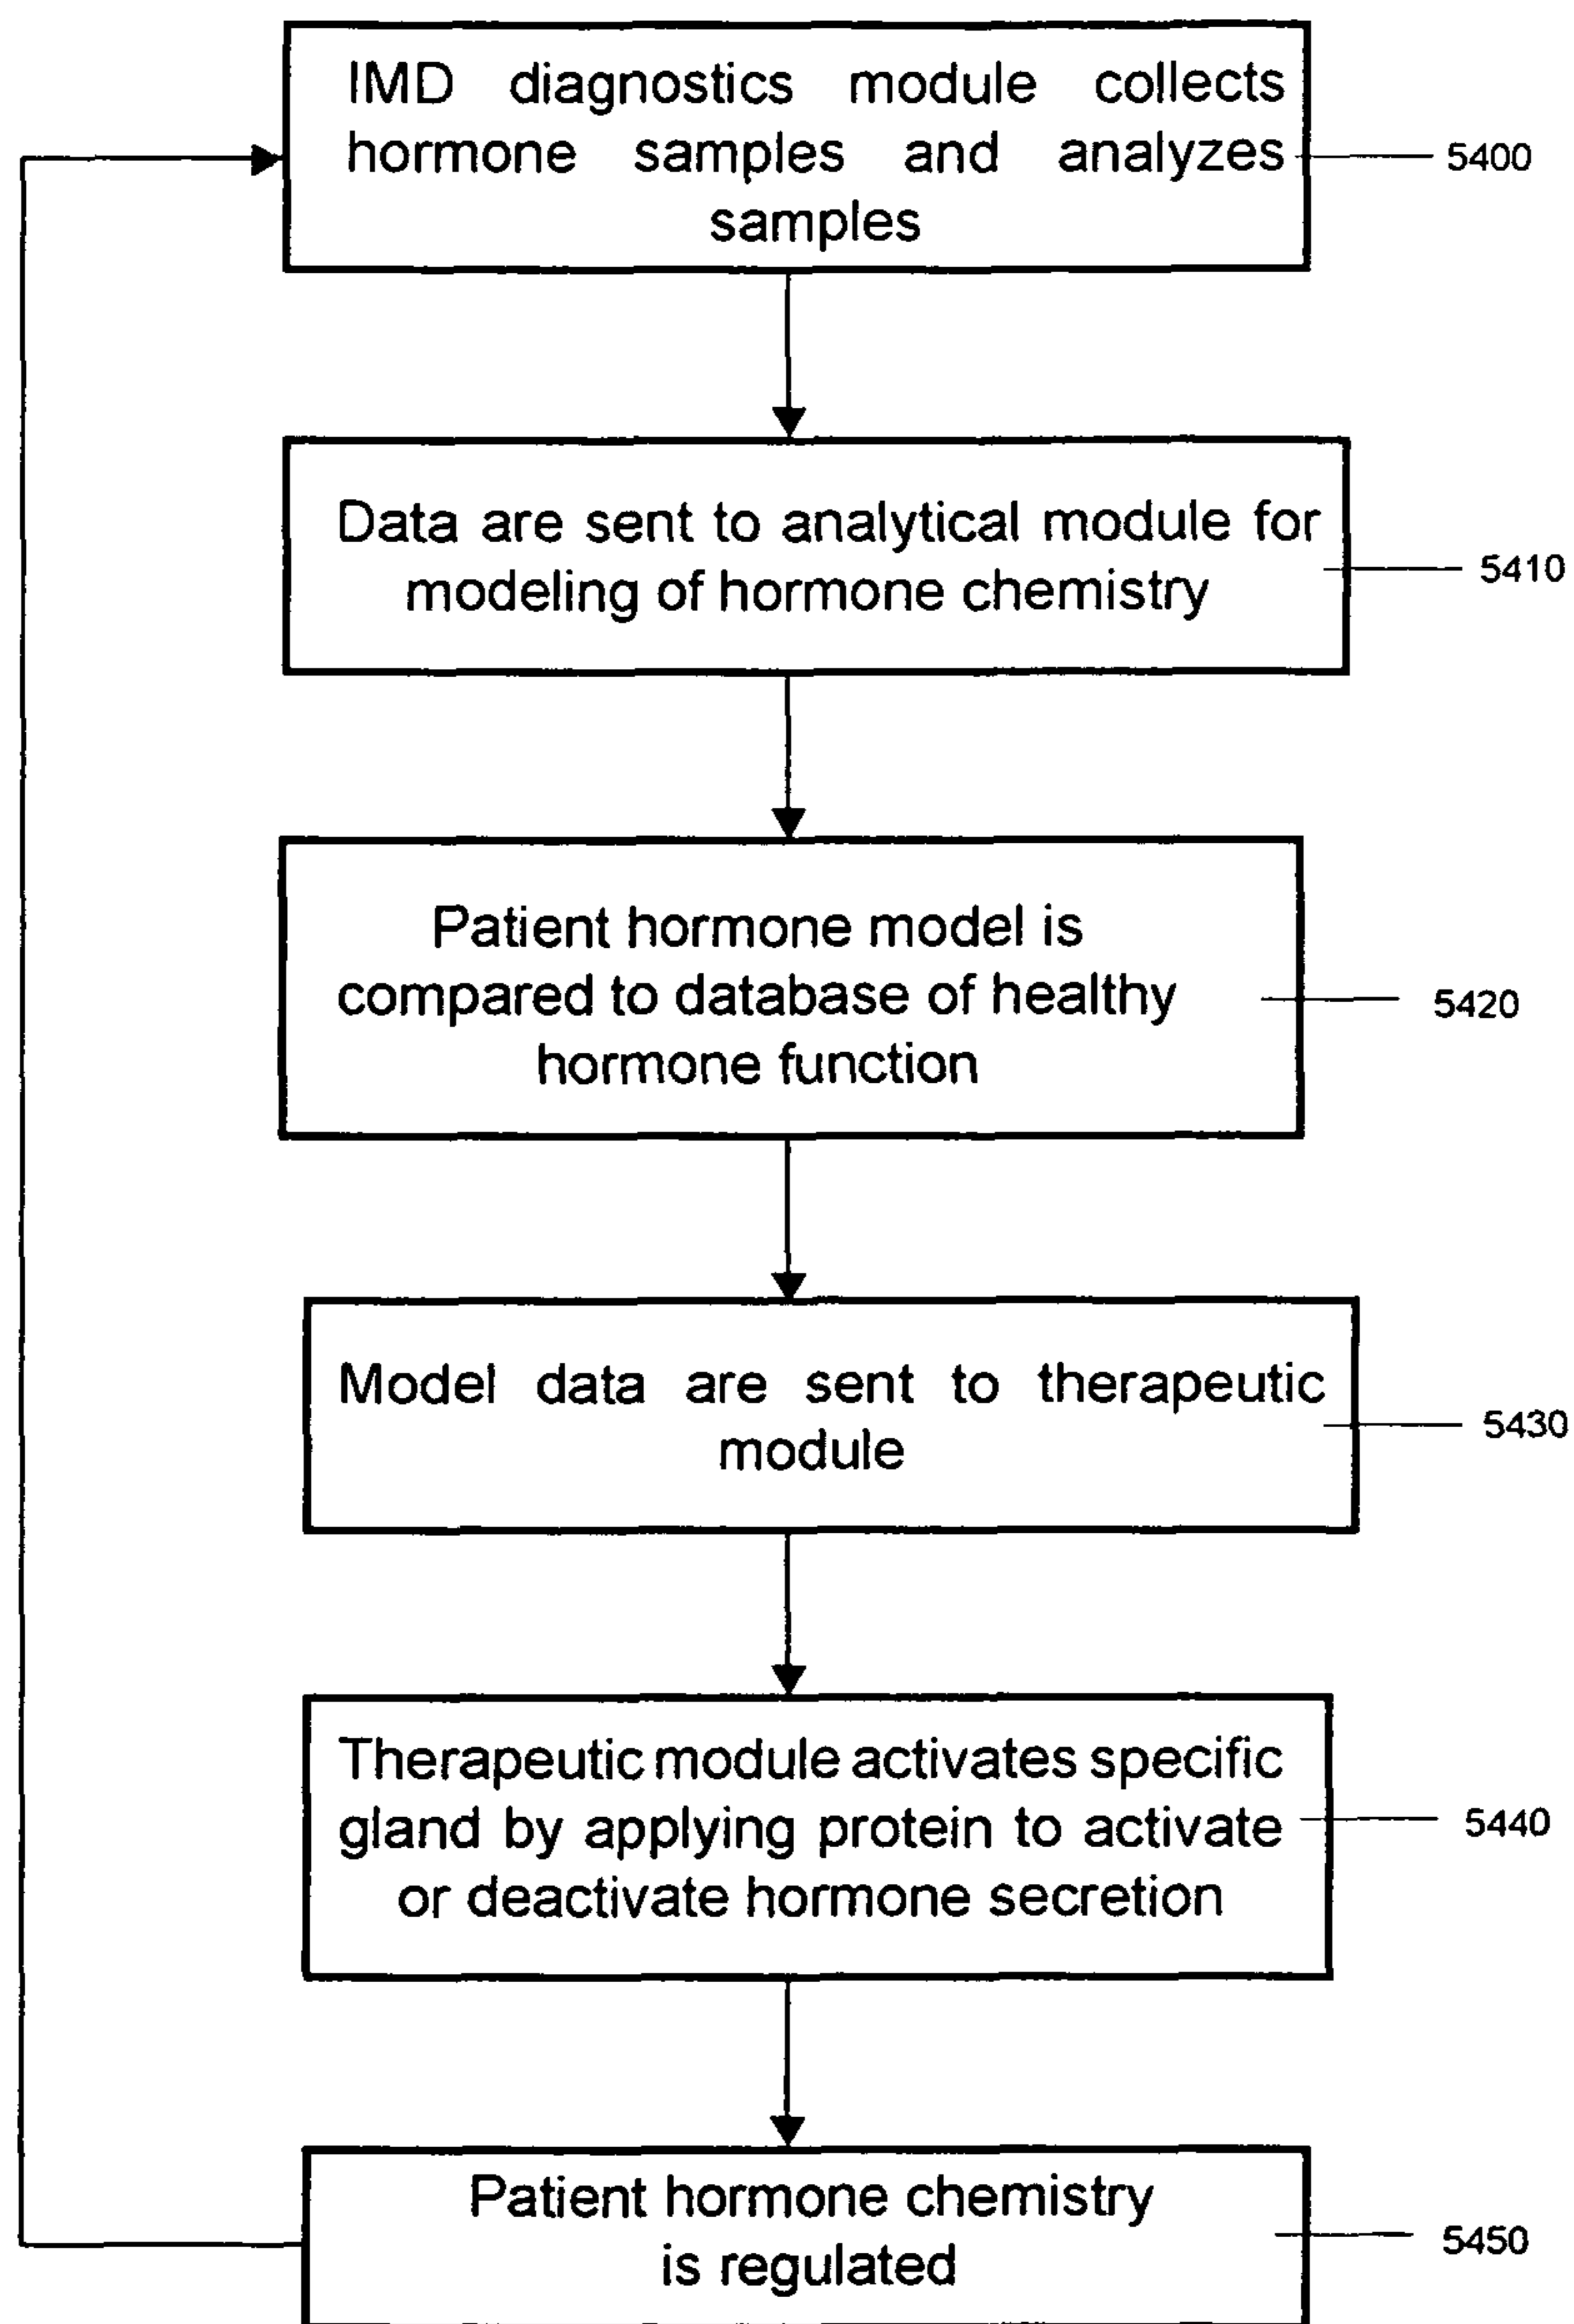 IMD diagnostics module collects
hormone samples and analyzes
samples
5400
Data are sent to analytical module for
modeling of hormone chemistry
5410
Patient hormone model is
compared to database of healthy
hormone function
5420
Model data are sent to therapeutic
module
5430
Therapeutic module activates specific
gland by applying protein to activate
or deactivate hormone secretion
5440
Patient hormone chemistry
is regulated
5450